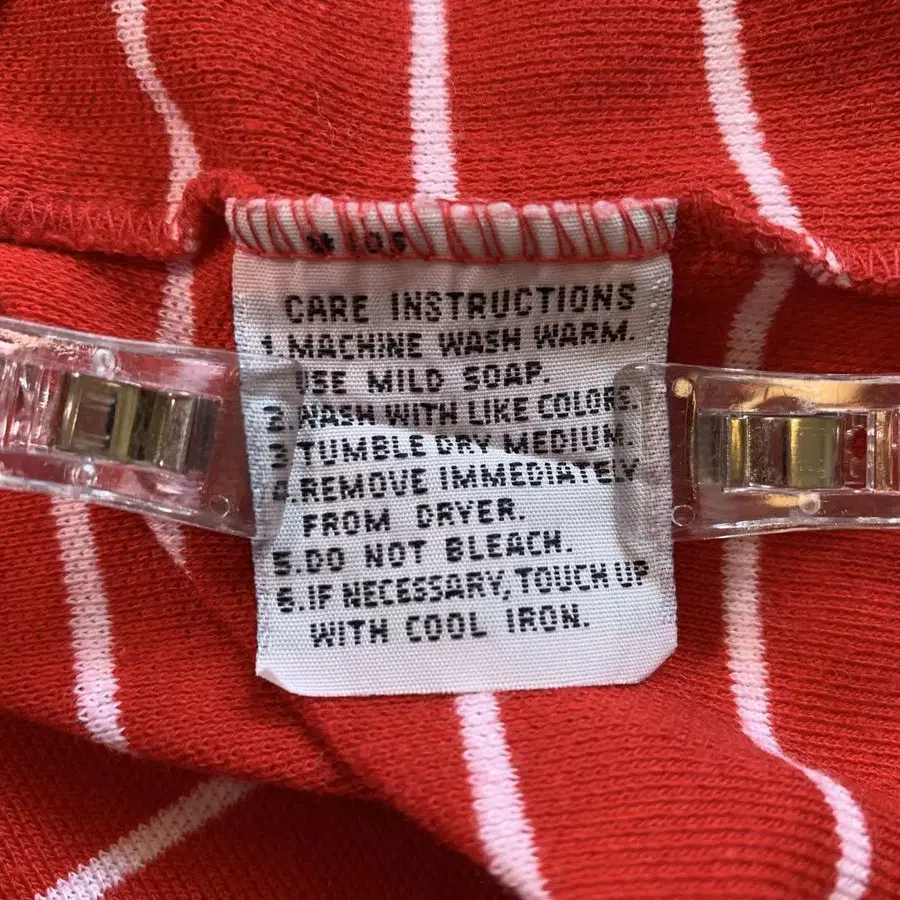 CARE INSTRUCTIONS
1. MACHINE WASH WARM.
USE MILD SOAP.
2. WASH WITH LIKE COLORS.
3. TUMBLE DRY MEDIUM.
4. REMOVE IMMEDIATELY
FROM DRYER.
5. DO NOT BLEACH.
6. IF NECESSARY, TOUCH UP
WITH COOL IRON.